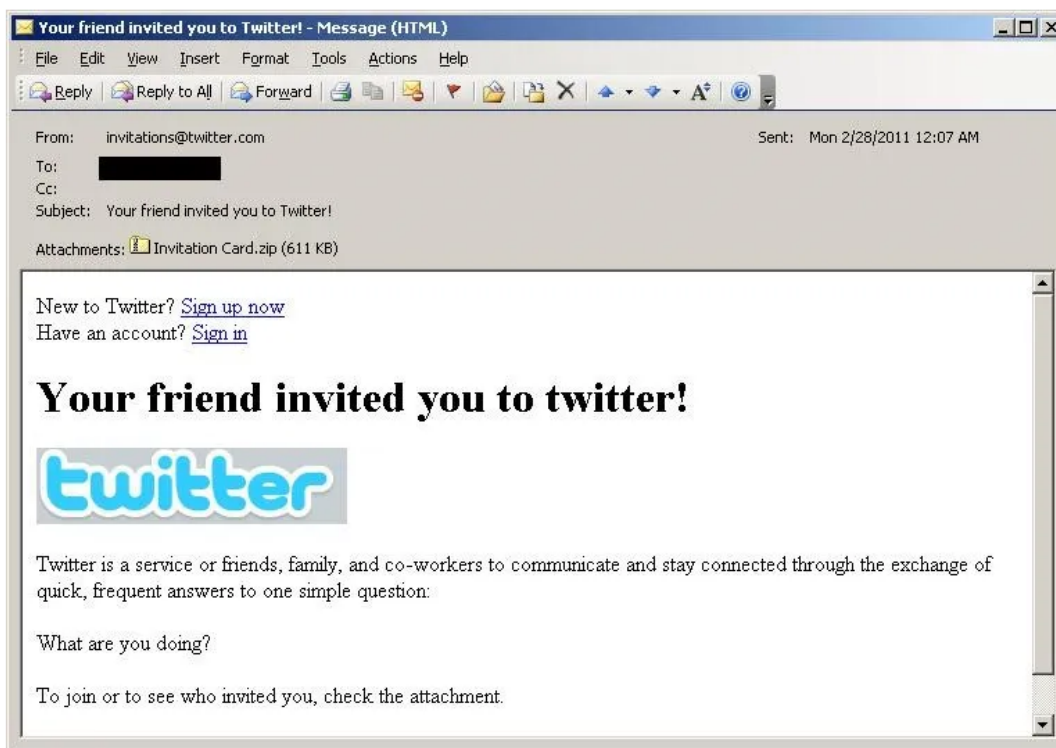 Your friend invited you to Twitter! - Message (HTML)
File Edit View Insert Format Tools Actions Help
Reply Reply to All Forward
From: invitations@twitter.com Sent: Mon 2/28/2011 12:07 AM
To:
Cc:
Subject: Your friend invited you to Twitter!
Attachments: Invitation Card.zip (611 KB)
New to Twitter? Sign up now
Have an account? Sign in
Your friend invited you to twitter!
twitter
Twitter is a service or friends, family, and co-workers to communicate and stay connected through the exchange of
quick, frequent answers to one simple question:
What are you doing?
To join or to see who invited you, check the attachment.